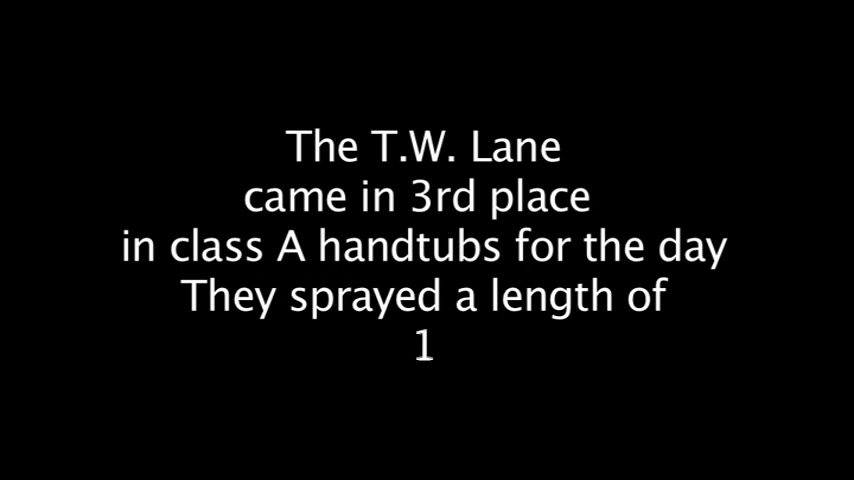 The T.W. Lane
came in 3rd place
in class A handtubs for the day
They sprayed a length of
1